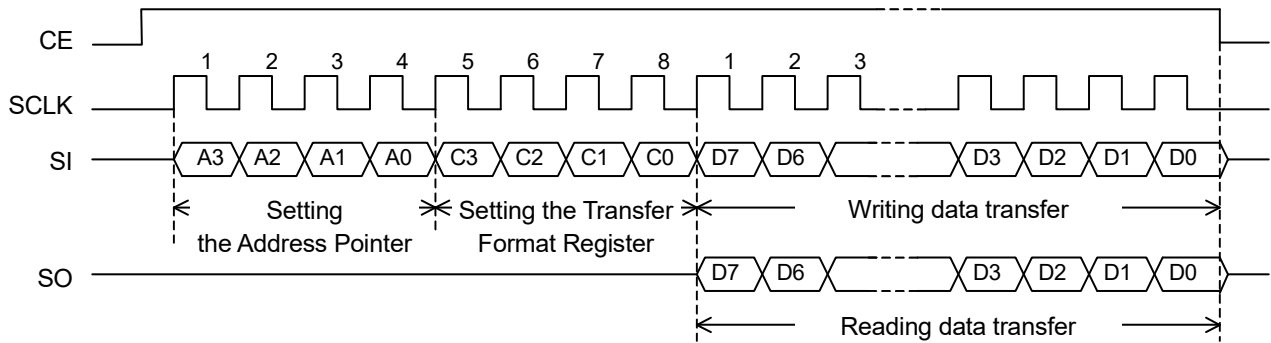 CE
1 2 3 4 5 6 7 8 1 2 3
SCLK
SI A3 A2 A1 A0 C3 C2 C1 C0 D7 D6 D3 D2 D1 D0
Setting Setting the Transfer Writing data transfer
the Address Pointer Format Register
SO D7 D6 D3 D2 D1 D0
Reading data transfer